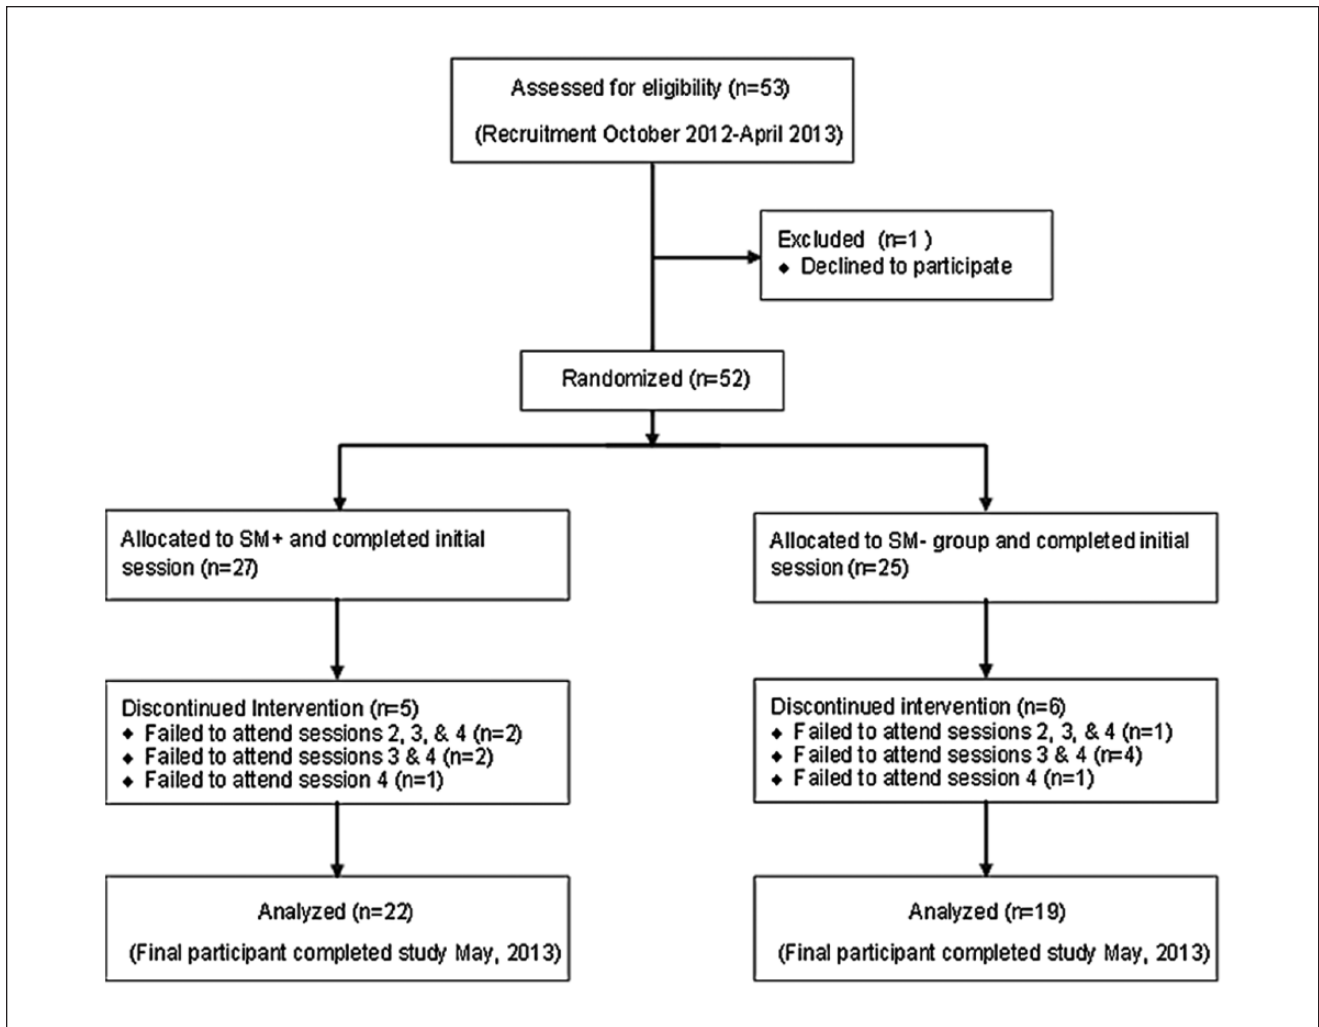 Assessed for eligibility (n=53)
(Recruitment October 2012-April 2013)
Excluded (n=1 )
◆ Declined to participate
Randomized (n=52)
Allocated to SM+ and completed initial
session (n=27)
Allocated to SM- group and completed initial
session (n=25)
Discontinued Intervention (n=5)
◆ Failed to attend sessions 2, 3, & 4 (n=2)
◆ Failed to attend sessions 3 & 4 (n=2)
◆ Failed to attend session 4 (n=1)
Discontinued intervention (n=6)
◆ Failed to attend sessions 2, 3, & 4 (n=1)
◆ Failed to attend sessions 3 & 4 (n=4)
◆ Failed to attend session 4 (n=1)
Analyzed (n=22)
(Final participant completed study May, 2013)
Analyzed (n=19)
(Final participant completed study May, 2013)